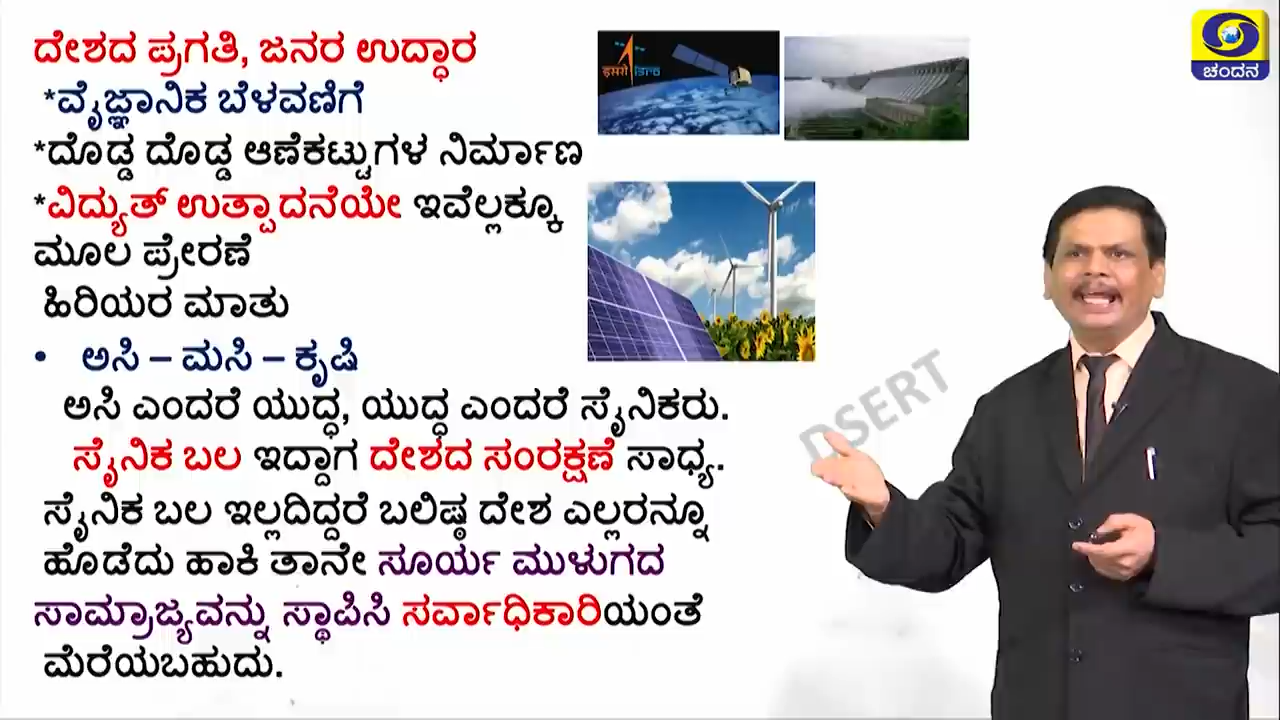 ದೇಶದ ಪ್ರಗತಿ, ಜನರ ಉದ್ಧಾರ
*ವೈಜ್ಞಾನಿಕ ಬೆಳವಣಿಗೆ
*ದೊಡ್ಡ ದೊಡ್ಡ ಆಣೆಕಟ್ಟುಗಳ ನಿರ್ಮಾಣ
*ವಿದ್ಯುತ್ ಉತ್ಪಾದನೆಯೇ ಇವೆಲ್ಲಕ್ಕೂ
ಮೂಲ ಪ್ರೇರಣೆ
ಹಿರಿಯರ ಮಾತು
• ಅಸಿ – ಮಸಿ – ಕೃಷಿ
ಅಸಿ ಎಂದರೆ ಯುದ್ಧ, ಯುದ್ಧ ಎಂದರೆ ಸೈನಿಕರು.
ಸೈನಿಕ ಬಲ ಇದ್ದಾಗ ದೇಶದ ಸಂರಕ್ಷಣೆ ಸಾಧ್ಯ.
ಸೈನಿಕ ಬಲ ಇಲ್ಲದಿದ್ದರೆ ಬಲಿಷ್ಠ ದೇಶ ಎಲ್ಲರನ್ನೂ
ಹೊಡೆದು ಹಾಕಿ ತಾನೇ ಸೂರ್ಯ ಮುಳುಗದ
ಸಾಮ್ರಾಜ್ಯವನ್ನು ಸ್ಥಾಪಿಸಿ ಸರ್ವಾಧಿಕಾರಿಯಂತೆ
ಮೆರೆಯಬಹುದು.
इसरो isro
DSERT
ಚಂದನ